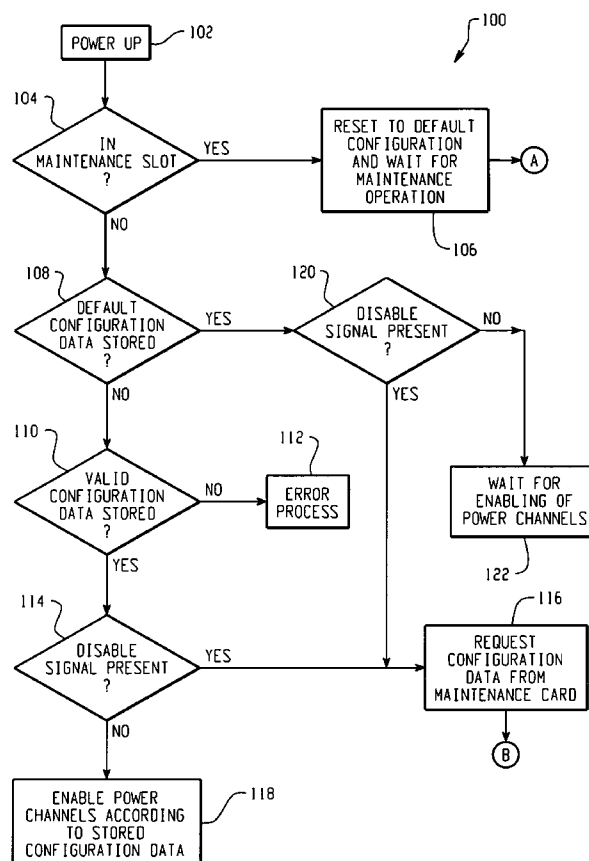 POWER UP
102
100
104
IN
MAINTENANCE SLOT
?
YES
RESET TO DEFAULT
CONFIGURATION
AND WAIT FOR
MAINTENANCE
OPERATION
A
106
NO
108
DEFAULT
CONFIGURATION
DATA STORED
?
YES
120
DISABLE
SIGNAL PRESENT
?
NO
NO
YES
110
VALID
CONFIGURATION
DATA STORED
?
NO
112
ERROR
PROCESS
WAIT FOR
ENABLING OF
POWER CHANNELS
122
YES
114
DISABLE
SIGNAL PRESENT
?
YES
116
REQUEST
CONFIGURATION
DATA FROM
MAINTENANCE CARD
NO
B
ENABLE POWER
CHANNELS ACCORDING
TO STORED
CONFIGURATION DATA
118